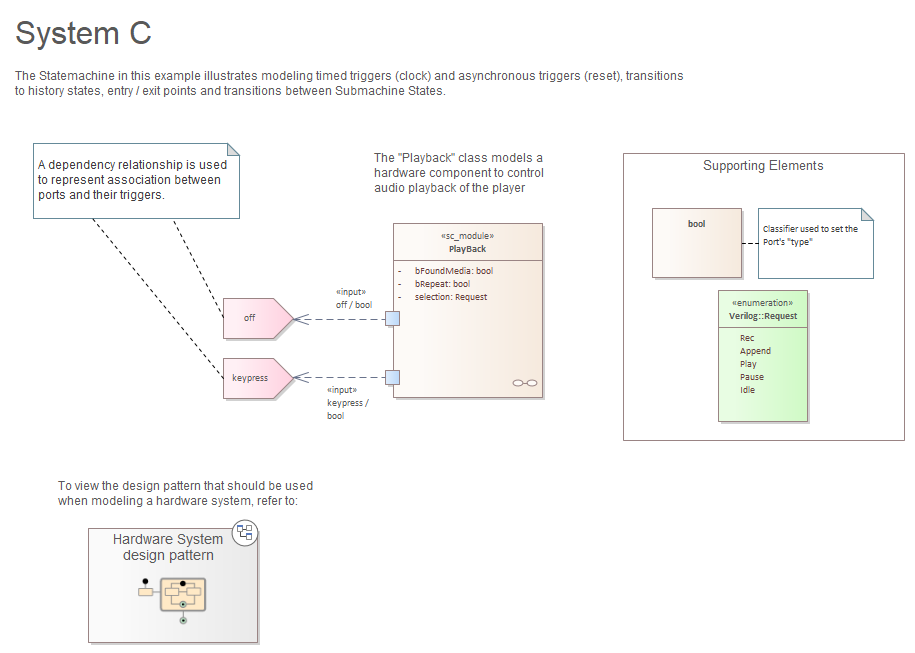 System C
The Statemachine in this example illustrates modeling timed triggers (clock) and asynchronous triggers (reset), transitions
to history states, entry / exit points and transitions between Submachine States.
A dependency relationship is used
to represent association between
ports and their triggers.
The "Playback" class models a
hardware component to control
audio playback of the player
«sc_module»
PlayBack
- bFoundMedia: bool
- bRepeat: bool
- selection: Request
«input»
off / bool
off
keypress
«input»
keypress /
bool
Supporting Elements
bool
Classifier used to set the
Port's "type"
«enumeration»
Verilog::Request
Rec
Append
Play
Pause
Idle
To view the design pattern that should be used
when modeling a hardware system, refer to:
Hardware System
design pattern